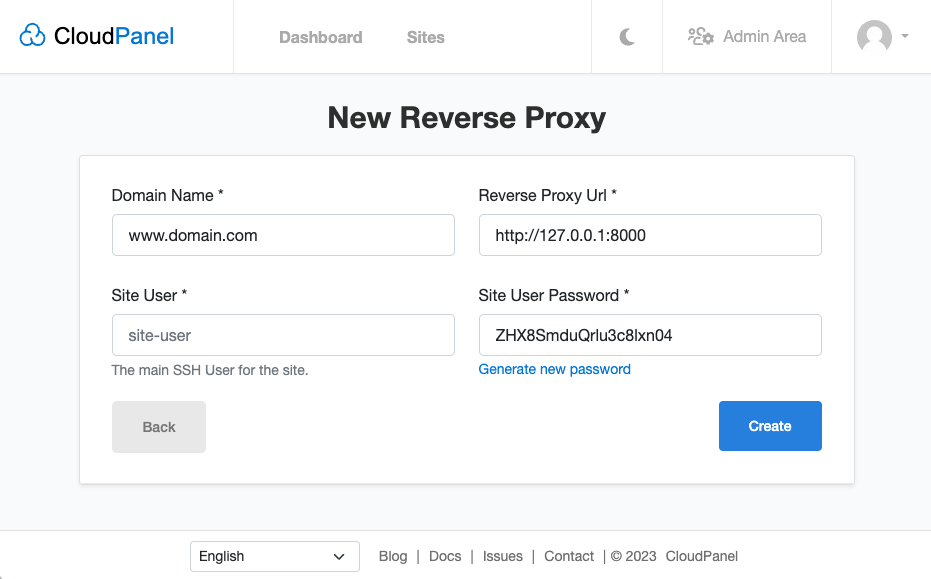 CloudPanel
Dashboard
Sites
Admin Area
New Reverse Proxy
Domain Name *
www.domain.com
Reverse Proxy Url *
http://127.0.0.1:8000
Site User *
site-user
The main SSH User for the site.
Site User Password *
ZHX8SmduQrlu3c8lxn04
Generate new password
Back
Create
English
Blog | Docs | Issues | Contact | © 2023 CloudPanel